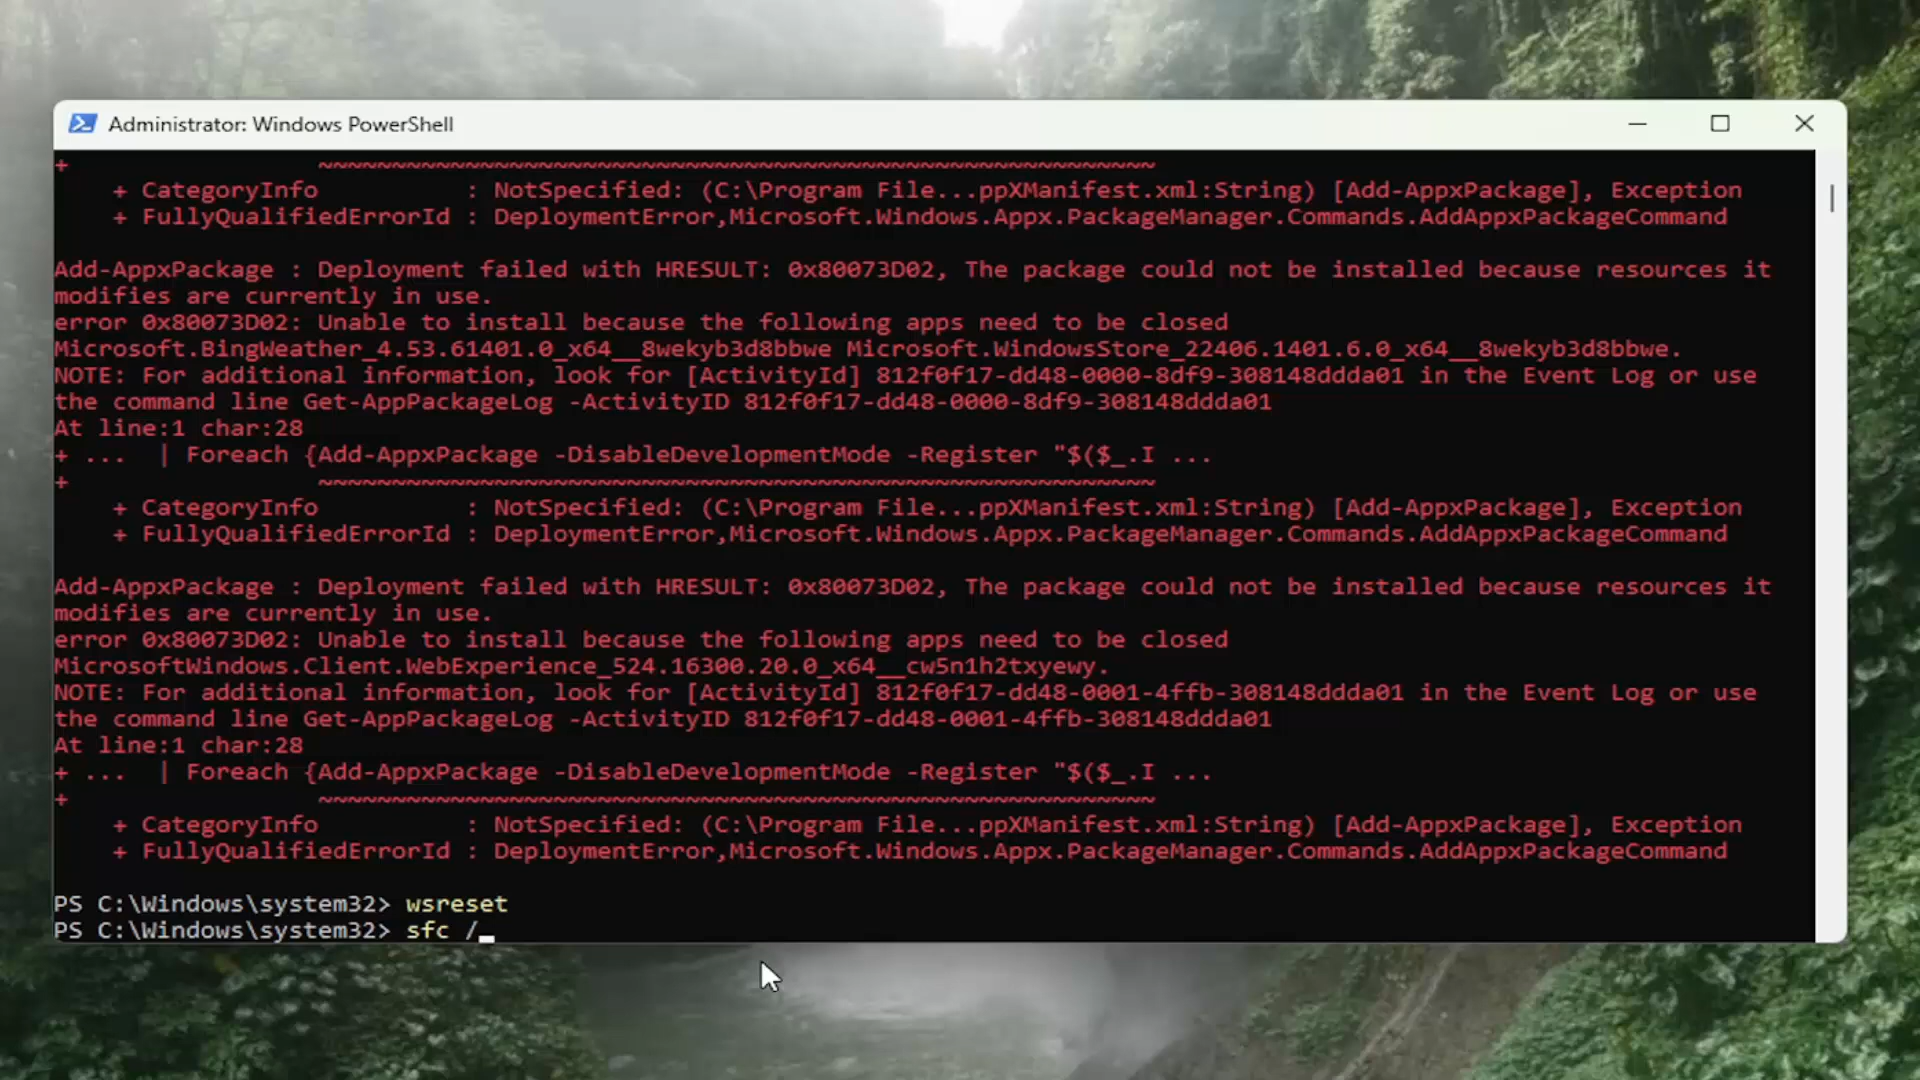 Administrator: Windows PowerShell
+                 ~~~~~~~~~~~~~~~~~~~~~~~~~~~~~~~~~~~~~~~~~~~~~~~~~~~~~~~~~
    + CategoryInfo          : NotSpecified: (C:\Program File...ppXManifest.xml:String) [Add-AppxPackage], Exception
    + FullyQualifiedErrorId : DeploymentError,Microsoft.Windows.Appx.PackageManager.Commands.AddAppxPackageCommand
Add-AppxPackage : Deployment failed with HRESULT: 0x80073D02, The package could not be installed because resources it
modifies are currently in use.
error 0x80073D02: Unable to install because the following apps need to be closed
Microsoft.BingWeather_4.53.61401.0_x64__8wekyb3d8bbwe Microsoft.WindowsStore_22406.1401.6.0_x64__8wekyb3d8bbwe.
NOTE: For additional information, look for [ActivityId] 812f0f17-dd48-0000-8df9-308148ddda01 in the Event Log or use
the command line Get-AppPackageLog -ActivityID 812f0f17-dd48-0000-8df9-308148ddda01
At line:1 char:28
+ ...  | Foreach {Add-AppxPackage -DisableDevelopmentMode -Register "$($_.I ...
+                 ~~~~~~~~~~~~~~~~~~~~~~~~~~~~~~~~~~~~~~~~~~~~~~~~~~~~~~~~~
    + CategoryInfo          : NotSpecified: (C:\Program File...ppXManifest.xml:String) [Add-AppxPackage], Exception
    + FullyQualifiedErrorId : DeploymentError,Microsoft.Windows.Appx.PackageManager.Commands.AddAppxPackageCommand
Add-AppxPackage : Deployment failed with HRESULT: 0x80073D02, The package could not be installed because resources it
modifies are currently in use.
error 0x80073D02: Unable to install because the following apps need to be closed
MicrosoftWindows.Client.WebExperience_524.16300.20.0_x64__cw5n1h2txyewy.
NOTE: For additional information, look for [ActivityId] 812f0f17-dd48-0001-4ffb-308148ddda01 in the Event Log or use
the command line Get-AppPackageLog -ActivityID 812f0f17-dd48-0001-4ffb-308148ddda01
At line:1 char:28
+ ...  | Foreach {Add-AppxPackage -DisableDevelopmentMode -Register "$($_.I ...
+                 ~~~~~~~~~~~~~~~~~~~~~~~~~~~~~~~~~~~~~~~~~~~~~~~~~~~~~~~~~
    + CategoryInfo          : NotSpecified: (C:\Program File...ppXManifest.xml:String) [Add-AppxPackage], Exception
    + FullyQualifiedErrorId : DeploymentError,Microsoft.Windows.Appx.PackageManager.Commands.AddAppxPackageCommand
PS C:\Windows\system32> wsreset
PS C:\Windows\system32> sfc /